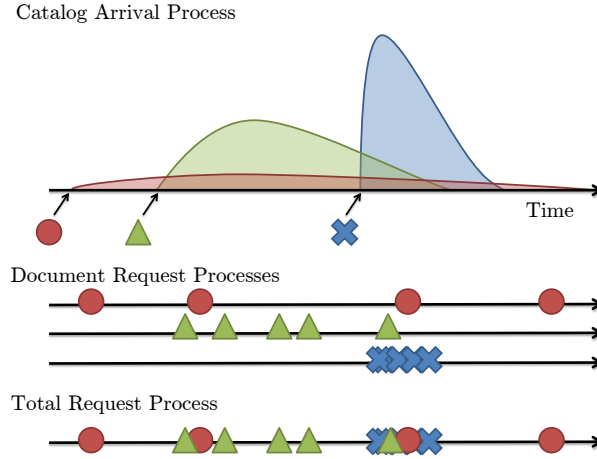 Catalog Arrival Process
Time
Document Request Processes
Total Request Process